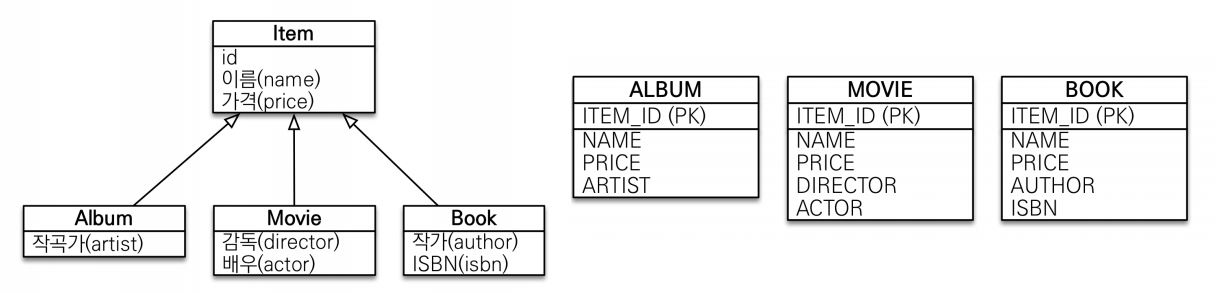 Item
id
이름(name)
가격(price)
Album
작곡가(artist)
Movie
감독(director)
배우(actor)
Book
작가(author)
ISBN(isbn)
ALBUM
ITEM_ID (PK)
NAME
PRICE
ARTIST
MOVIE
ITEM_ID (PK)
NAME
PRICE
DIRECTOR
ACTOR
BOOK
ITEM_ID (PK)
NAME
PRICE
AUTHOR
ISBN